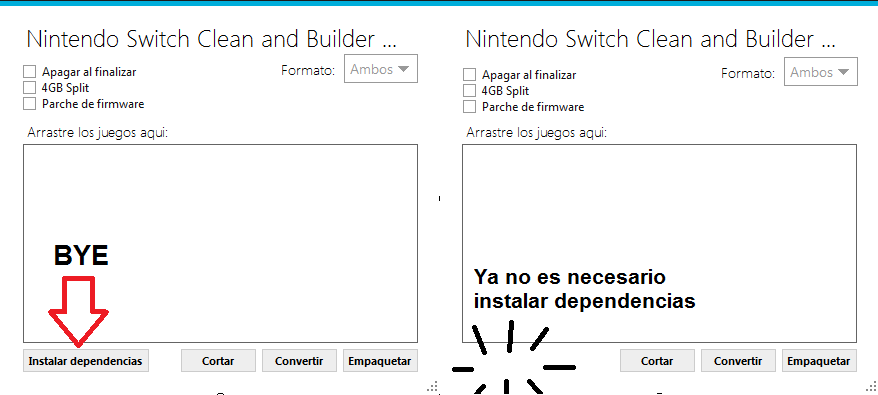 Nintendo Switch Clean and Builder ...
Apagar al finalizar
4GB Split
Parche de firmware
Formato:
Ambos
Arrastre los juegos aqui:
BYE
Instalar dependencias
Cortar
Convertir
Empaquetar
Nintendo Switch Clean and Builder ...
Apagar al finalizar
4GB Split
Parche de firmware
Formato:
Ambos
Arrastre los juegos aqui:
Ya no es necesario
instalar dependencias
Cortar
Convertir
Empaquetar